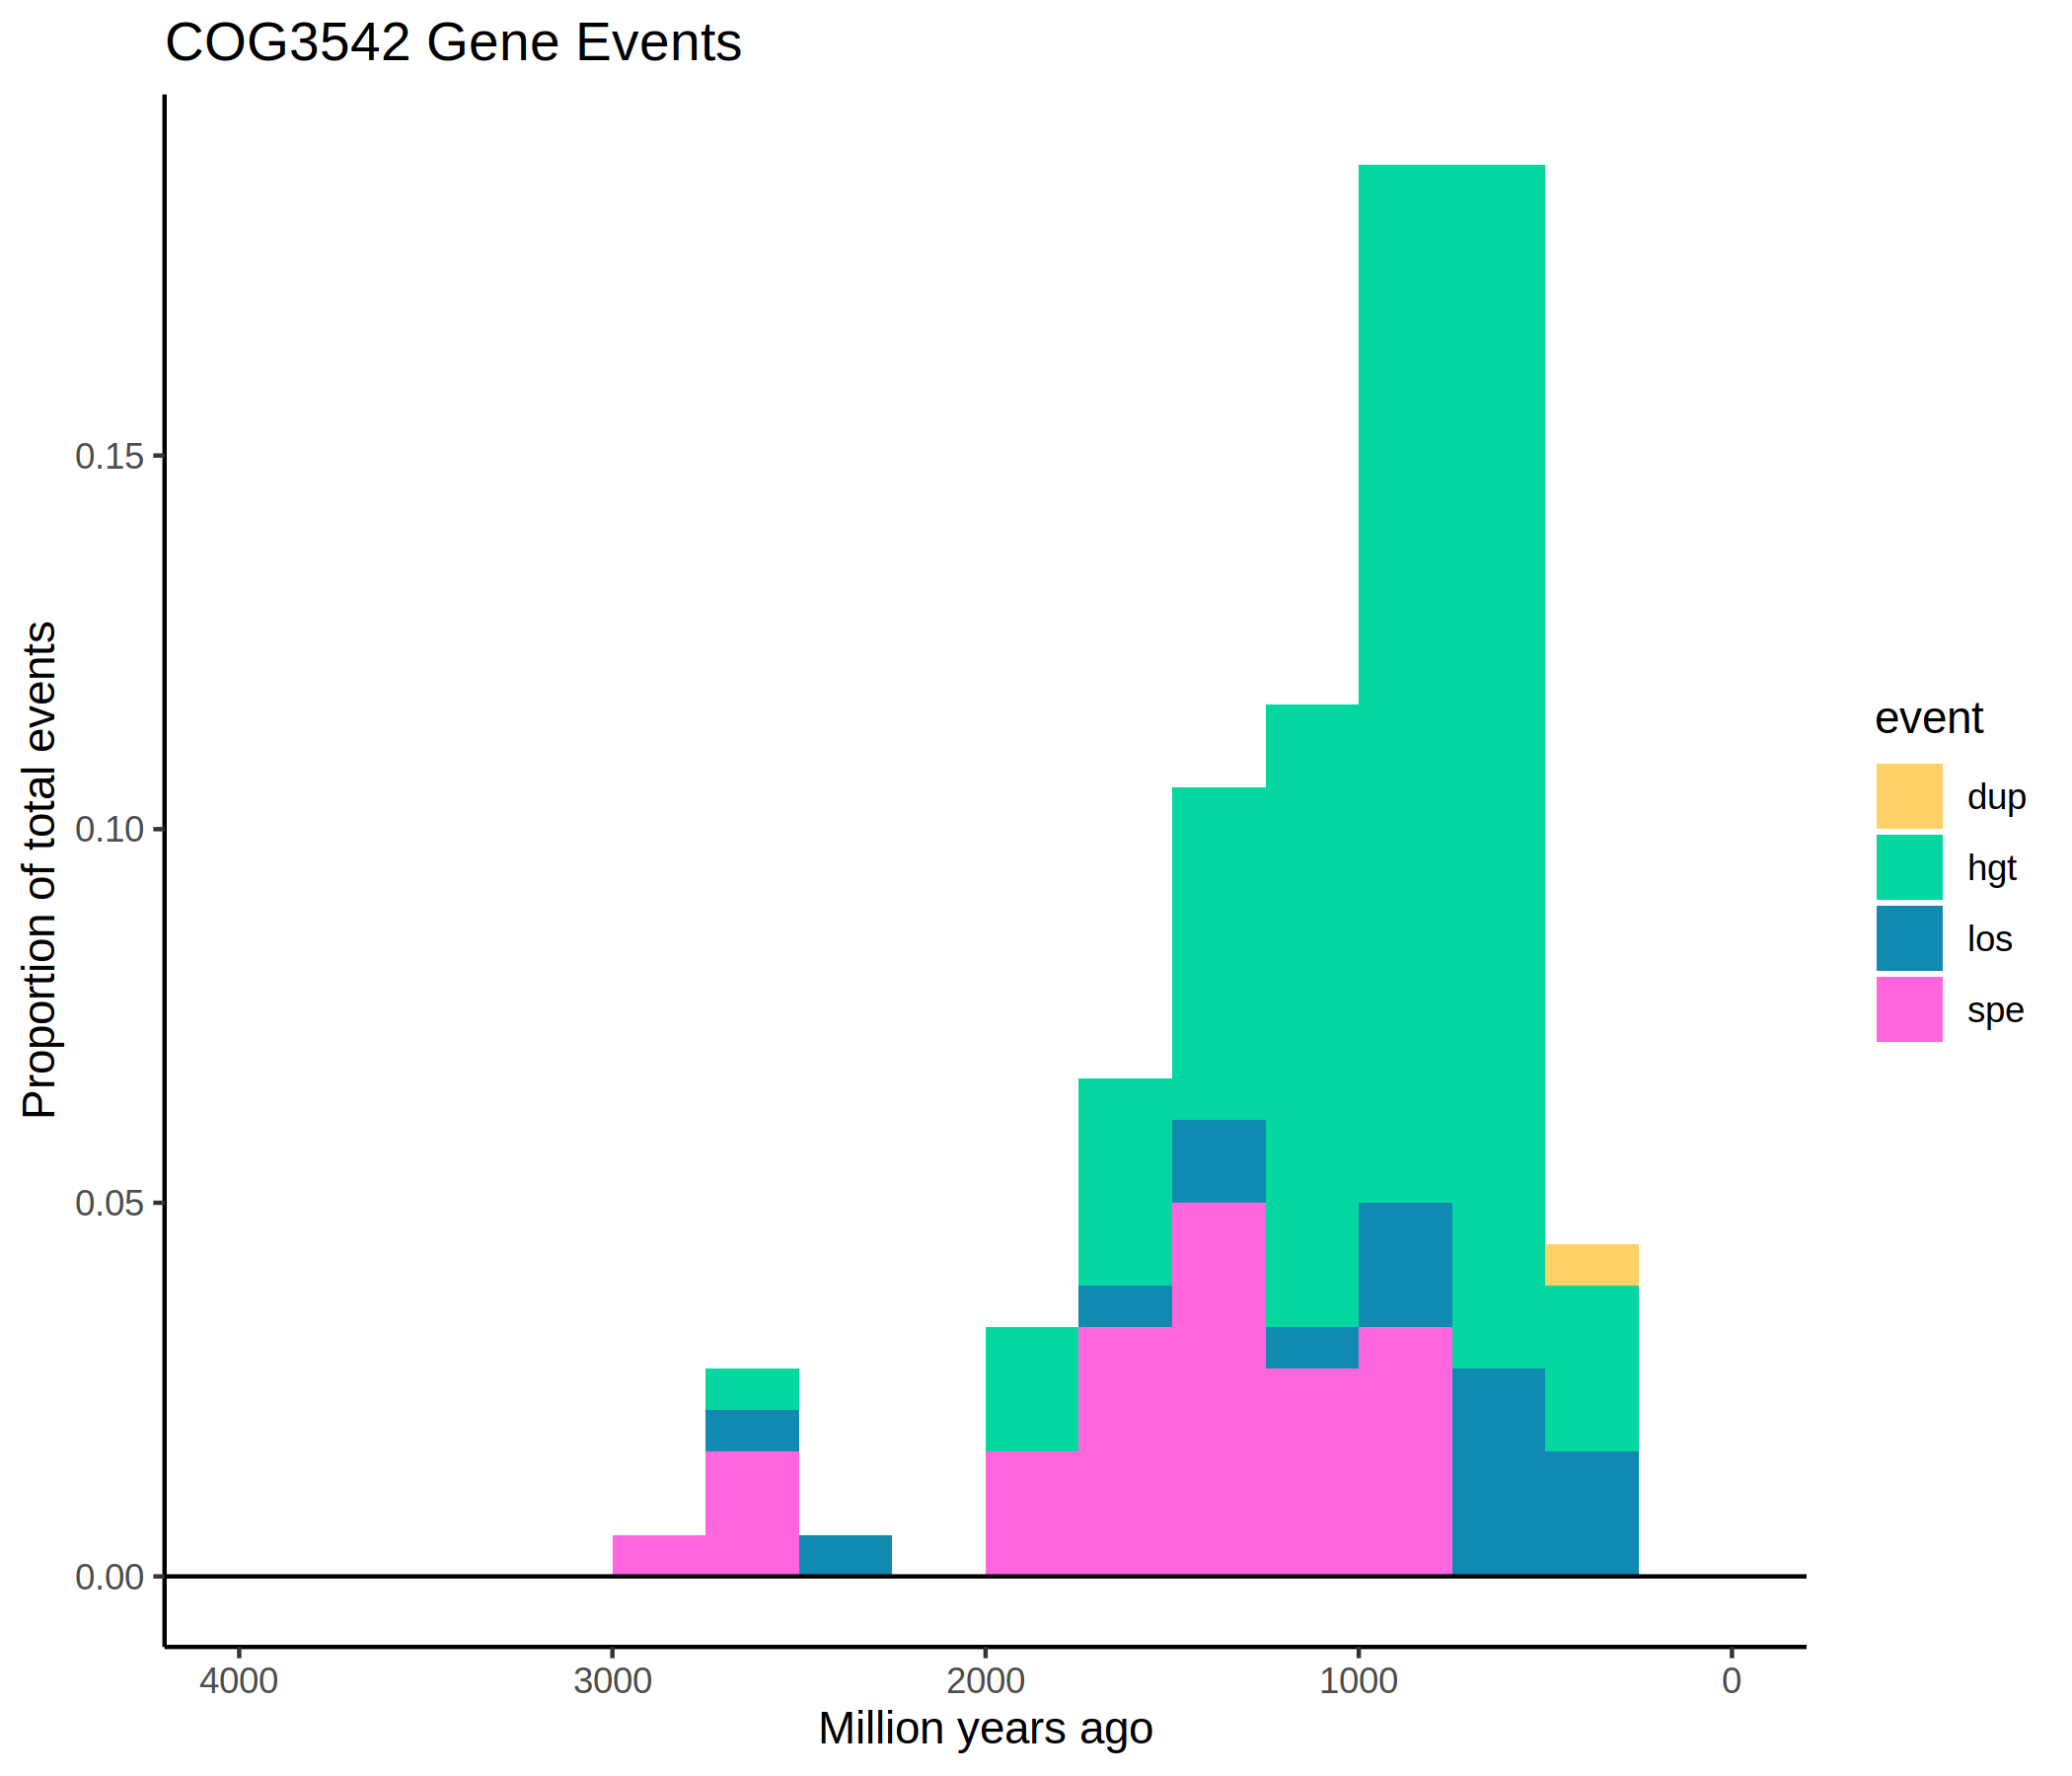 COG3542 Gene Events
Proportion of total events
0.15
0.10
0.05
0.00
4000 3000 2000 1000 0
Million years ago
event
dup
hgt
los
spe